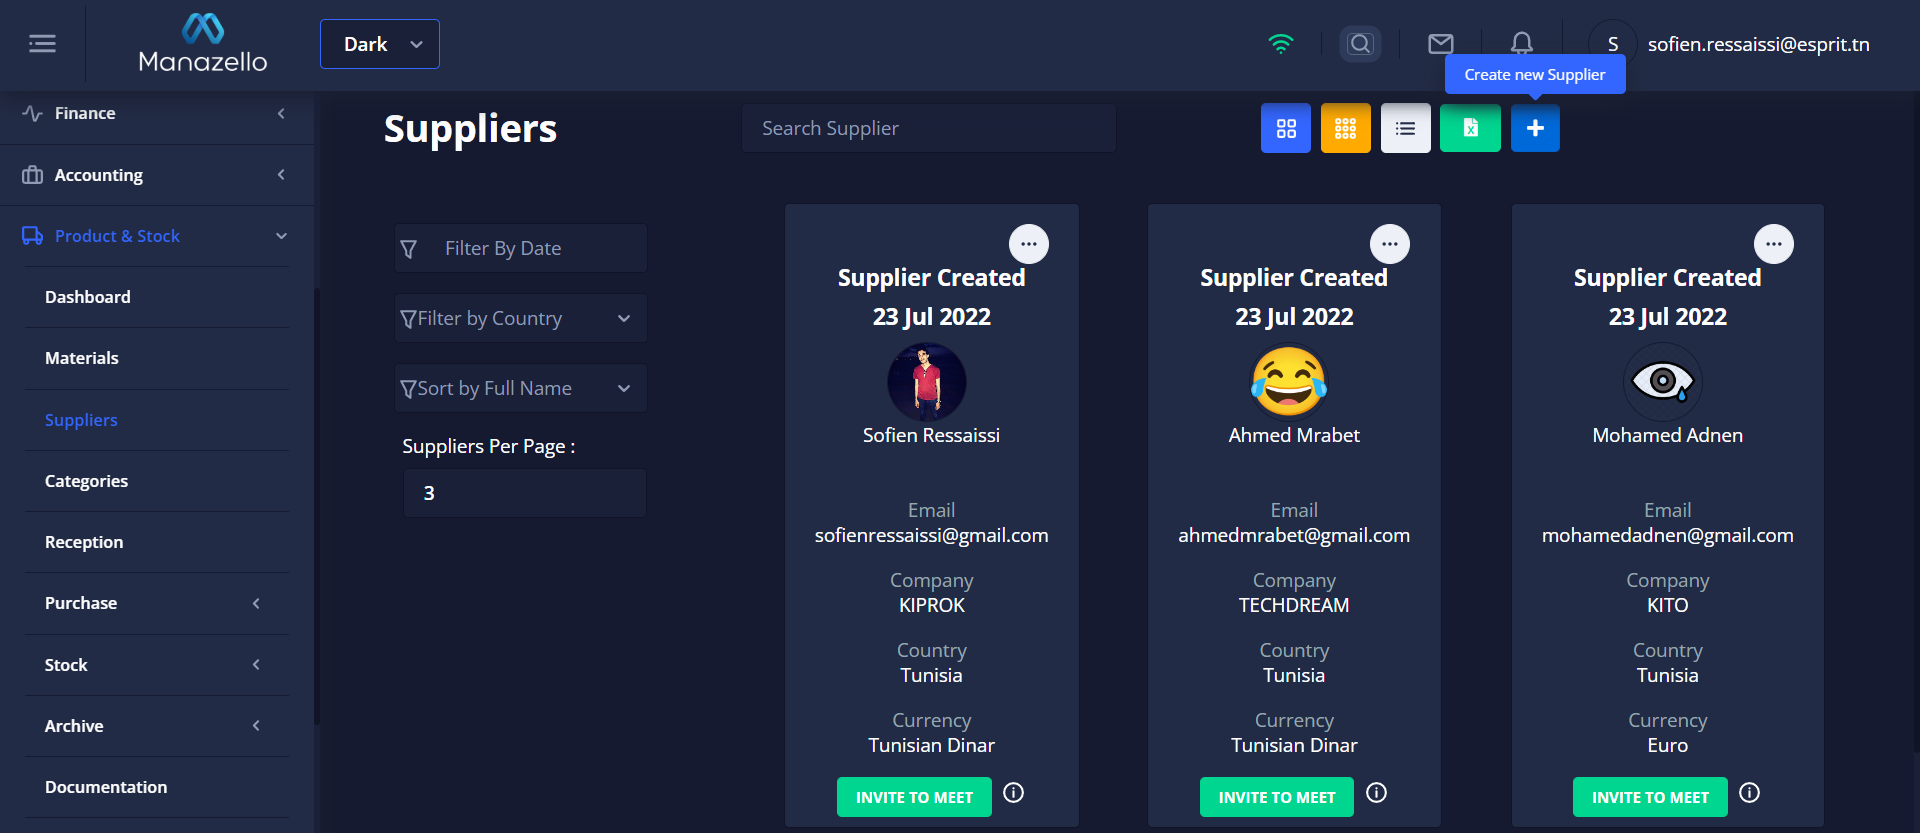 Manazello
Dark
S
sofien.ressaissi@esprit.tn
Create new Supplier
Finance
Accounting
Product & Stock
Dashboard
Materials
Suppliers
Categories
Reception
Purchase
Stock
Archive
Documentation
Suppliers
Search Supplier
X
Filter By Date
Filter by Country
Sort by Full Name
Suppliers Per Page :
3
Supplier Created
23 Jul 2022
Sofien Ressaissi
Email
sofienressaissi@gmail.com
Company
KIPROK
Country
Tunisia
Currency
Tunisian Dinar
INVITE TO MEET
Supplier Created
23 Jul 2022
Ahmed Mrabet
Email
ahmedmrabet@gmail.com
Company
TECHDREAM
Country
Tunisia
Currency
Tunisian Dinar
INVITE TO MEET
Supplier Created
23 Jul 2022
Mohamed Adnen
Email
mohamedadnen@gmail.com
Company
KITO
Country
Tunisia
Currency
Euro
INVITE TO MEET